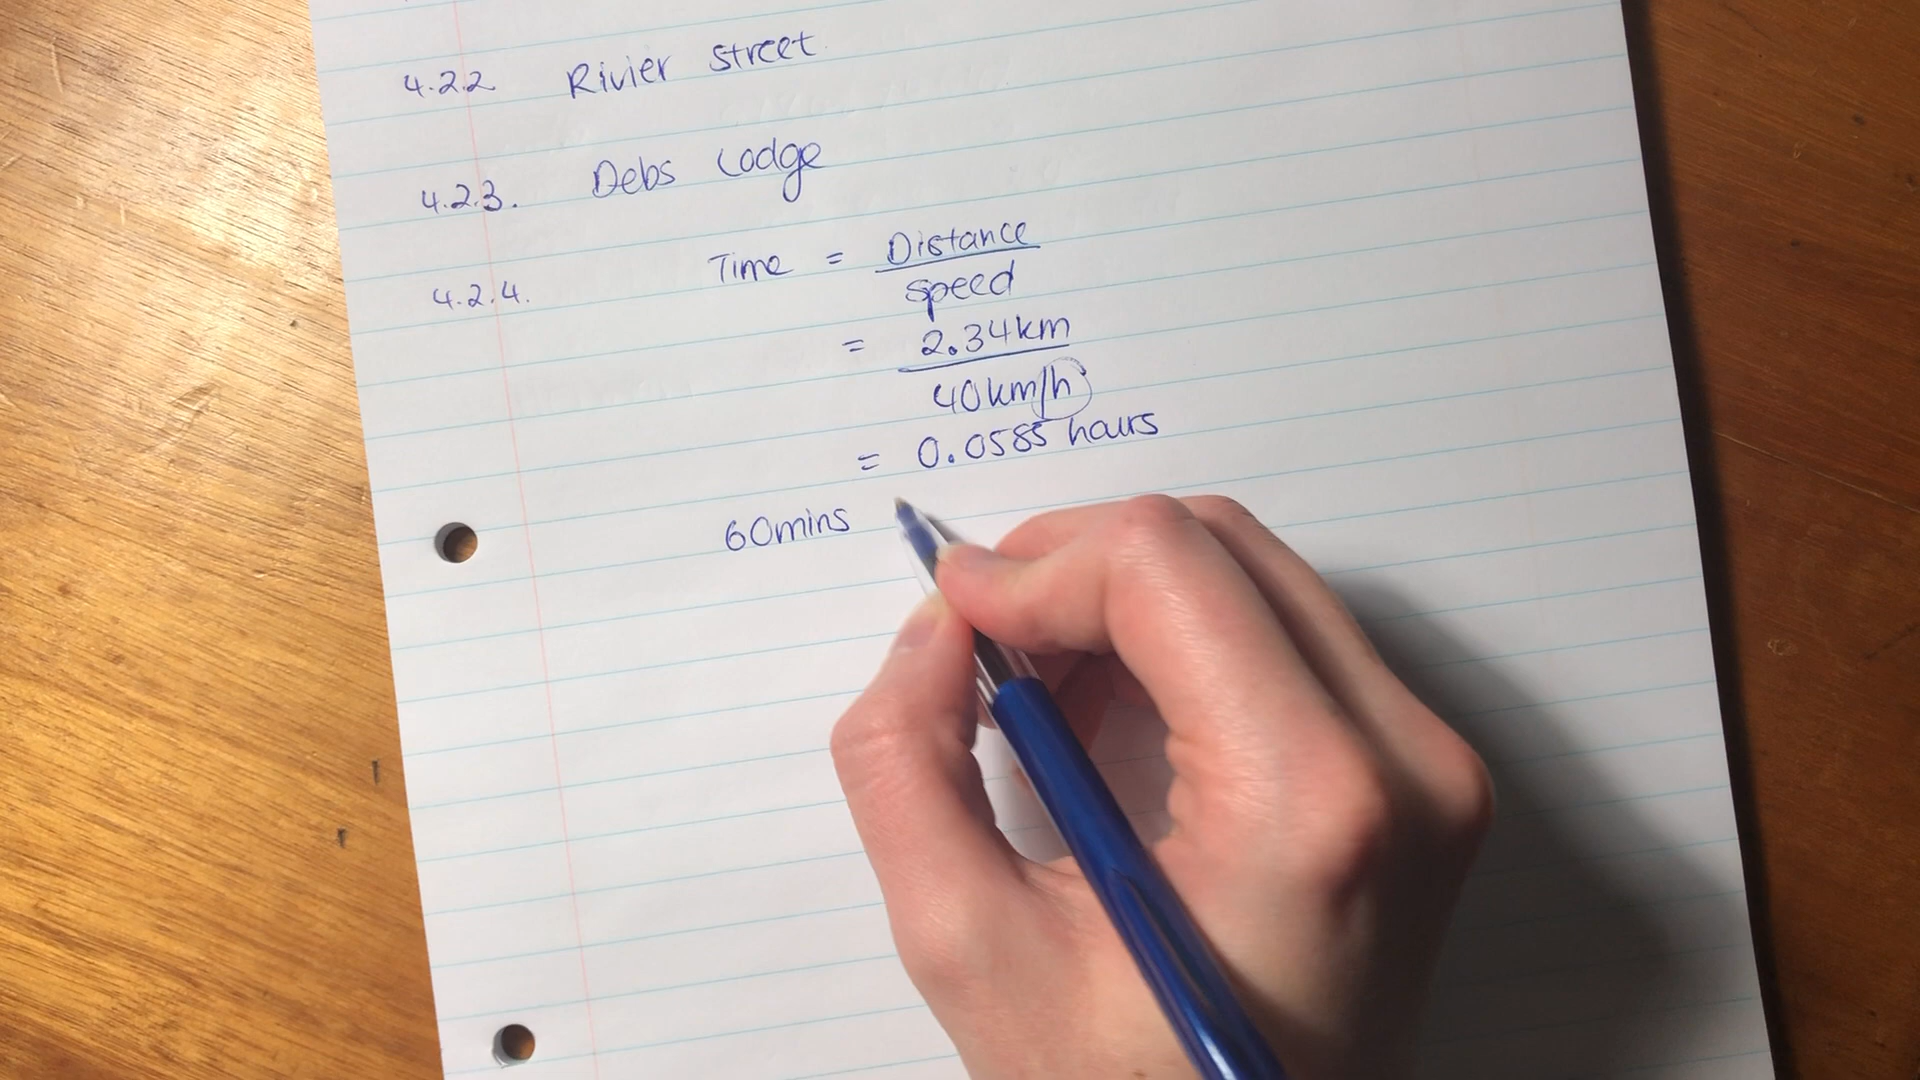 4.2.2 Rivier street
4.2.3. Debs Lodge
4.2.4. Time = Distance
speed
= 2.34km
40km/h
= 0.0585 hours
60mins